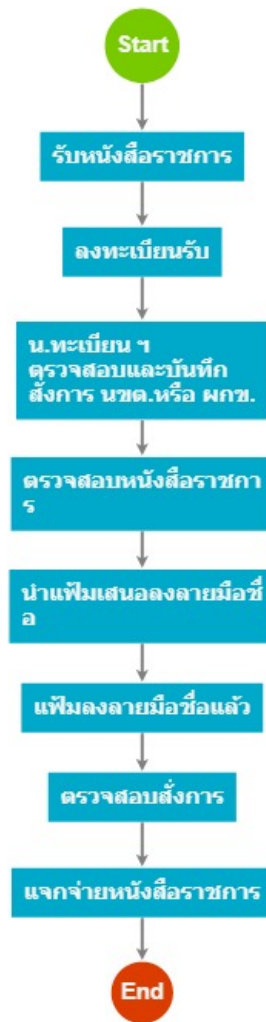 Start
รับหนังสือราชการ
ลงทะเบียนรับ
น.ทะเบียน ฯ
ตรวจสอบและบันทึก
สั่งการ นขต.หรือ ผกข.
ตรวจสอบหนังสือราชกา
ร
นำแฟ้มเสนอลงลายมือชื่
อ
แฟ้มลงลายมือชื่อแล้ว
ตรวจสอบสั่งการ
แจกจ่ายหนังสือราชการ
End